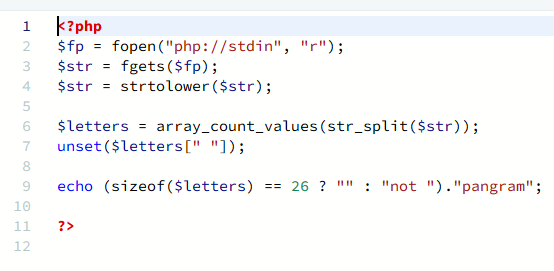 1 <?php
2 $fp = fopen("php://stdin", "r");
3 $str = fgets($fp);
4 $str = strtolower($str);
5
6 $letters = array_count_values(str_split($str));
7 unset($letters[" "]);
8
9 echo (sizeof($letters) == 26 ? "" : "not ")."pangram";
10
11 ?>
12